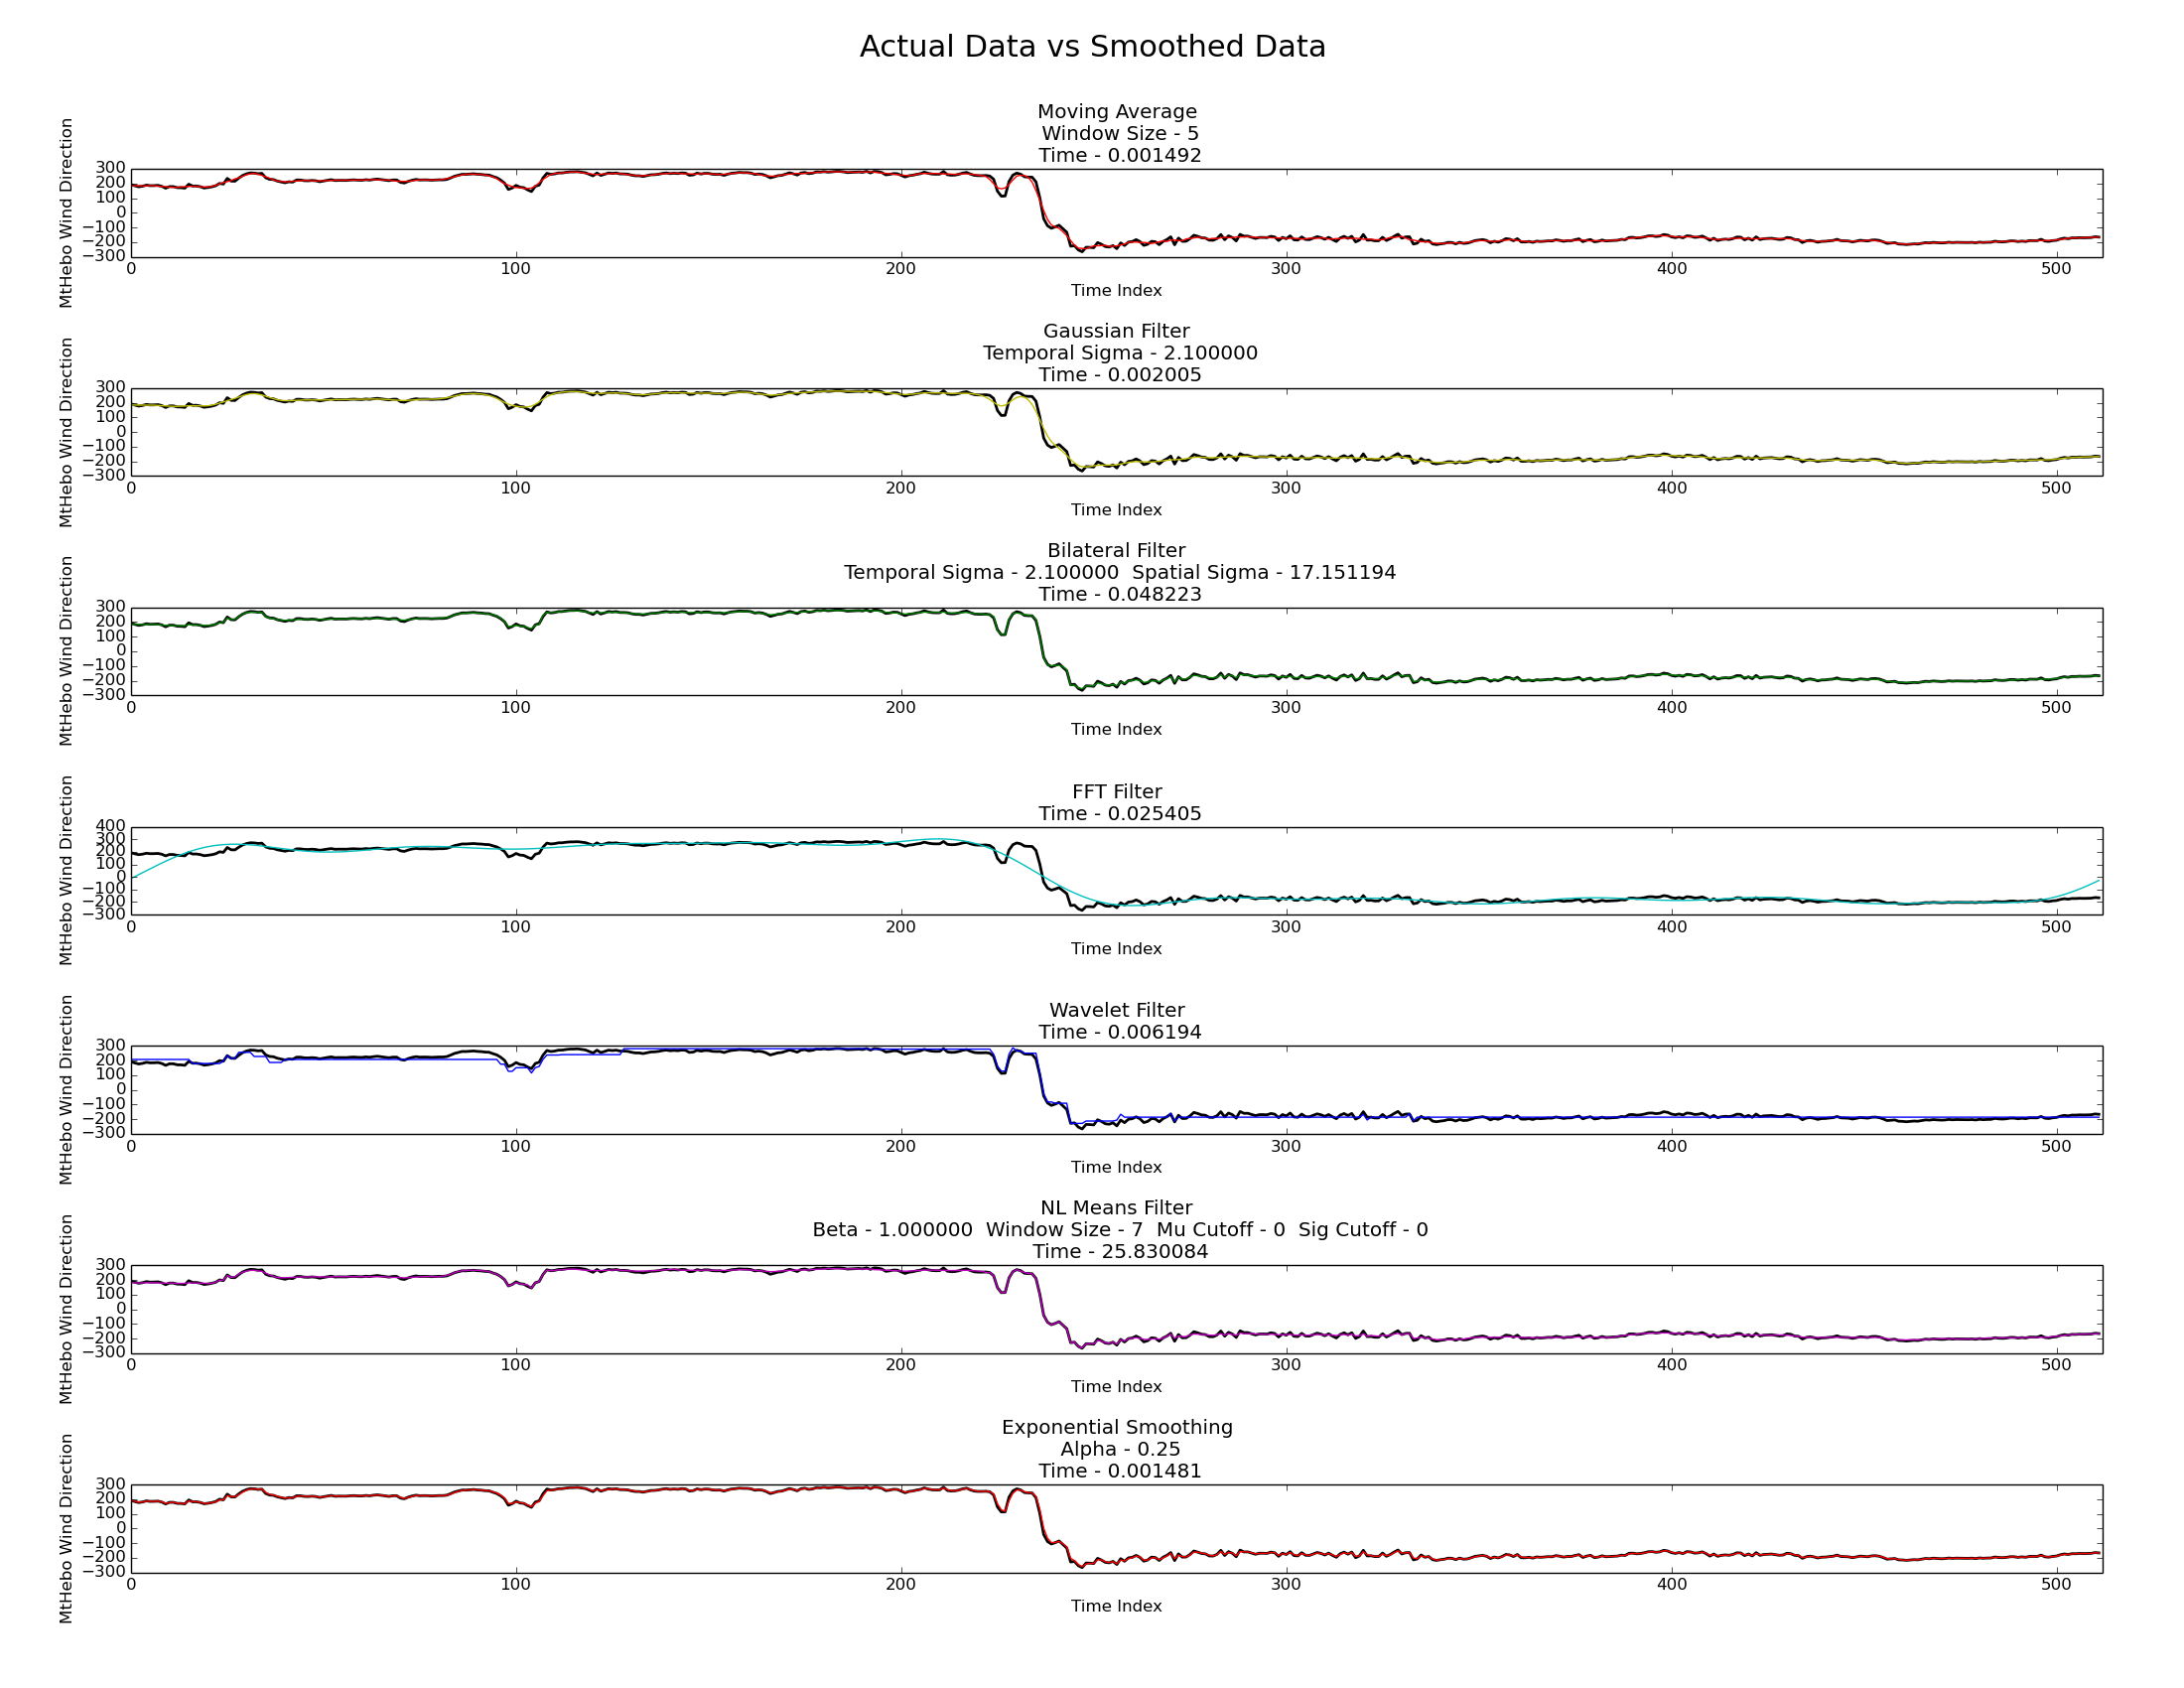 Actual Data vs Smoothed Data
Moving Average
Window Size - 5
Time - 0.001492
MtHebo Wind Direction
300
200
100
0
−100
−200
−300
0 100 200 300 400 500
Time Index
Gaussian Filter
Temporal Sigma - 2.100000
Time - 0.002005
MtHebo Wind Direction
300
200
100
0
−100
−200
−300
0 100 200 300 400 500
Time Index
Bilateral Filter
Temporal Sigma - 2.100000  Spatial Sigma - 17.151194
Time - 0.048223
MtHebo Wind Direction
300
200
100
0
−100
−200
−300
0 100 200 300 400 500
Time Index
FFT Filter
Time - 0.025405
MtHebo Wind Direction
400
300
200
100
0
−100
−200
−300
0 100 200 300 400 500
Time Index
Wavelet Filter
Time - 0.006194
MtHebo Wind Direction
300
200
100
0
−100
−200
−300
0 100 200 300 400 500
Time Index
NL Means Filter
Beta - 1.000000  Window Size - 7  Mu Cutoff - 0  Sig Cutoff - 0
Time - 25.830084
MtHebo Wind Direction
300
200
100
0
−100
−200
−300
0 100 200 300 400 500
Time Index
Exponential Smoothing
Alpha - 0.25
Time - 0.001481
MtHebo Wind Direction
300
200
100
0
−100
−200
−300
0 100 200 300 400 500
Time Index